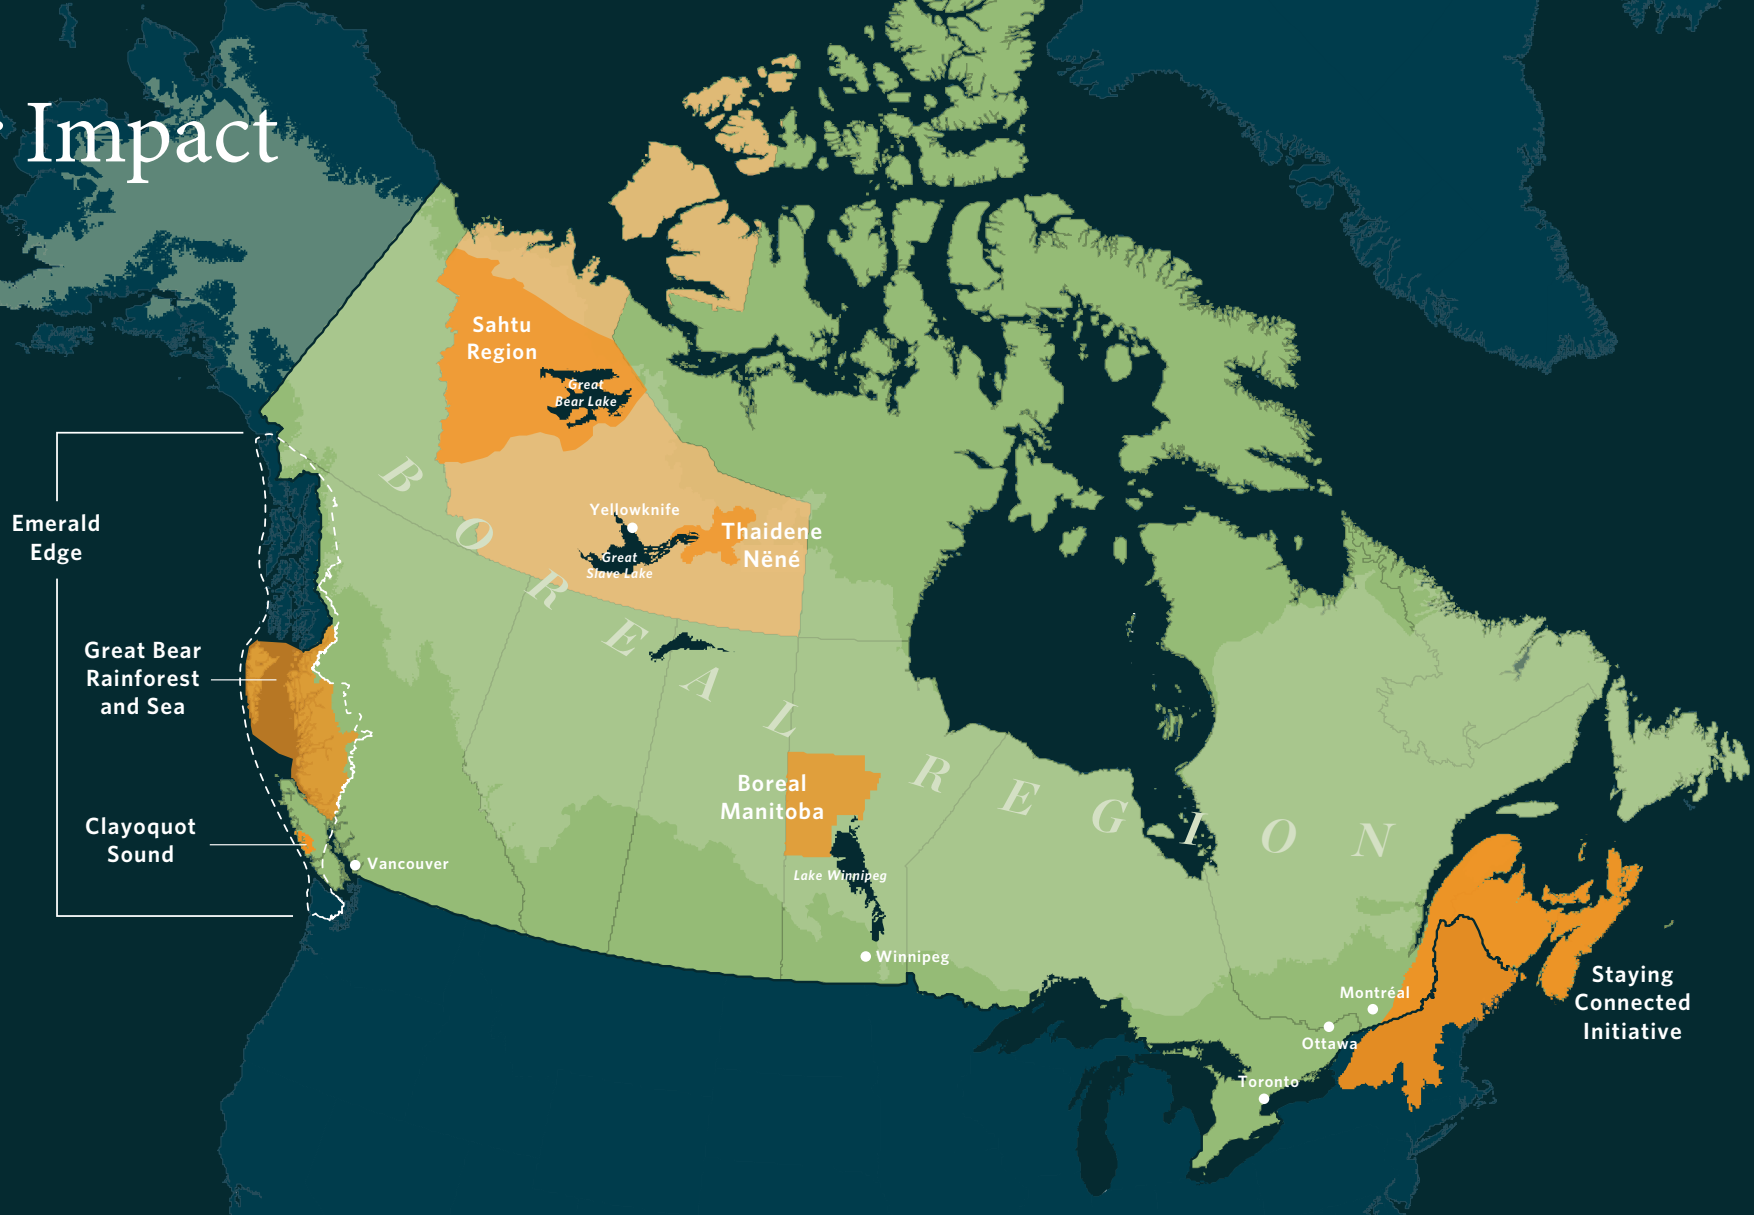 Impact
Sahtu
Region
Great
Bear Lake
Emerald
Edge
Yellowknife
Great
Slave Lake
Thaidene
Nëné
BOREAL REGION
Great Bear
Rainforest
and Sea
Boreal
Manitoba
Clayoquot
Sound
Vancouver
Lake Winnipeg
Winnipeg
Staying
Connected
Initiative
Montréal
Ottawa
Toronto